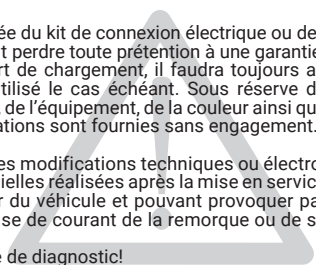 ée du kit de connexion électrique ou de
t perdre toute prétention à une garantie
rt de chargement, il faudra toujours a
tilisé le cas échéant. Sous réserve d
, de l’équipement, de la couleur ainsi qu
ations sont fournies sans engagement.
es modifications techniques ou électro
ielles réalisées après la mise en servic
r du véhicule et pouvant provoquer pa
ise de courant de la remorque ou de s
e de diagnostic!